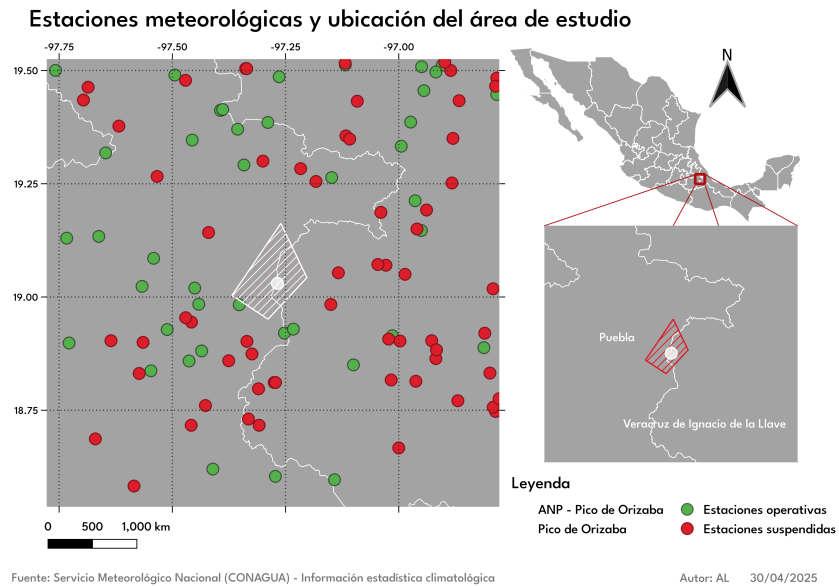 Estaciones meteorológicas y ubicación del área de estudio
-97.75 -97.50 -97.25 -97.00
19.50
19.25
19.00
18.75
N
Puebla
Veracruz de Ignacio de la Llave
Leyenda
ANP - Pico de Orizaba Estaciones operativas
Pico de Orizaba Estaciones suspendidas
0 500 1,000 km
Fuente: Servicio Meteorológico Nacional (CONAGUA) - Información estadística climatológica Autor: AL 30/04/2025